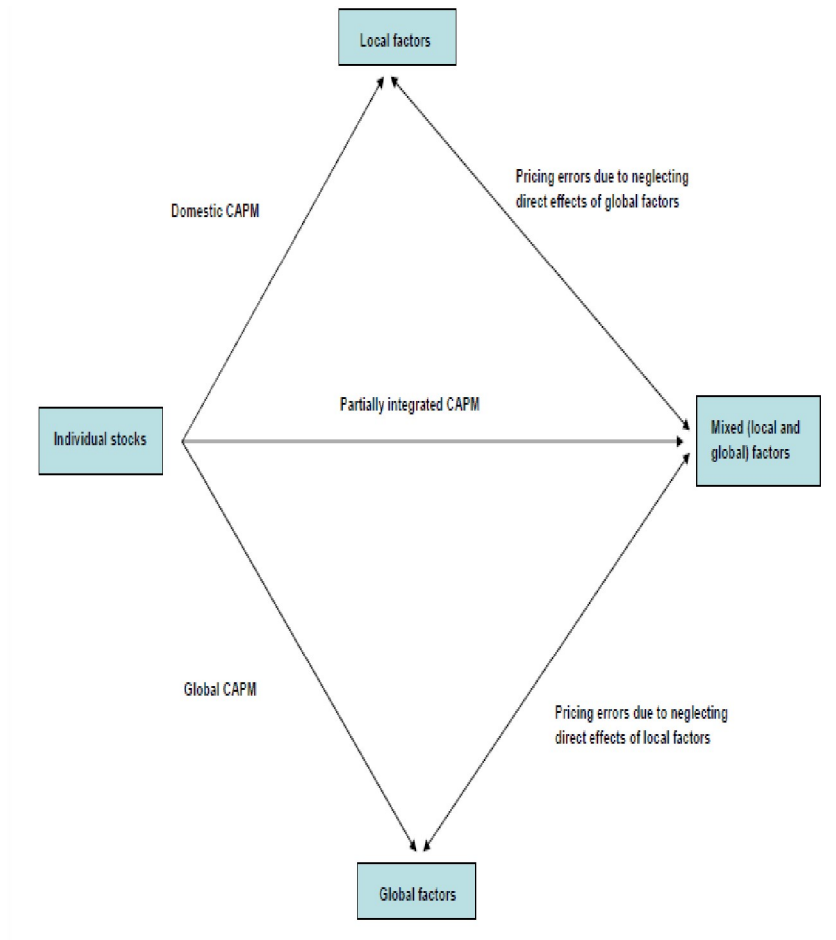 Local factors
Pricing errors due to neglecting
direct effects of global factors
Domestic CAPM
Partially integrated CAPM
Individual stocks
Mixed (local and
global) factors
Global CAPM
Pricing errors due to neglecting
direct effects of local factors
Global factors